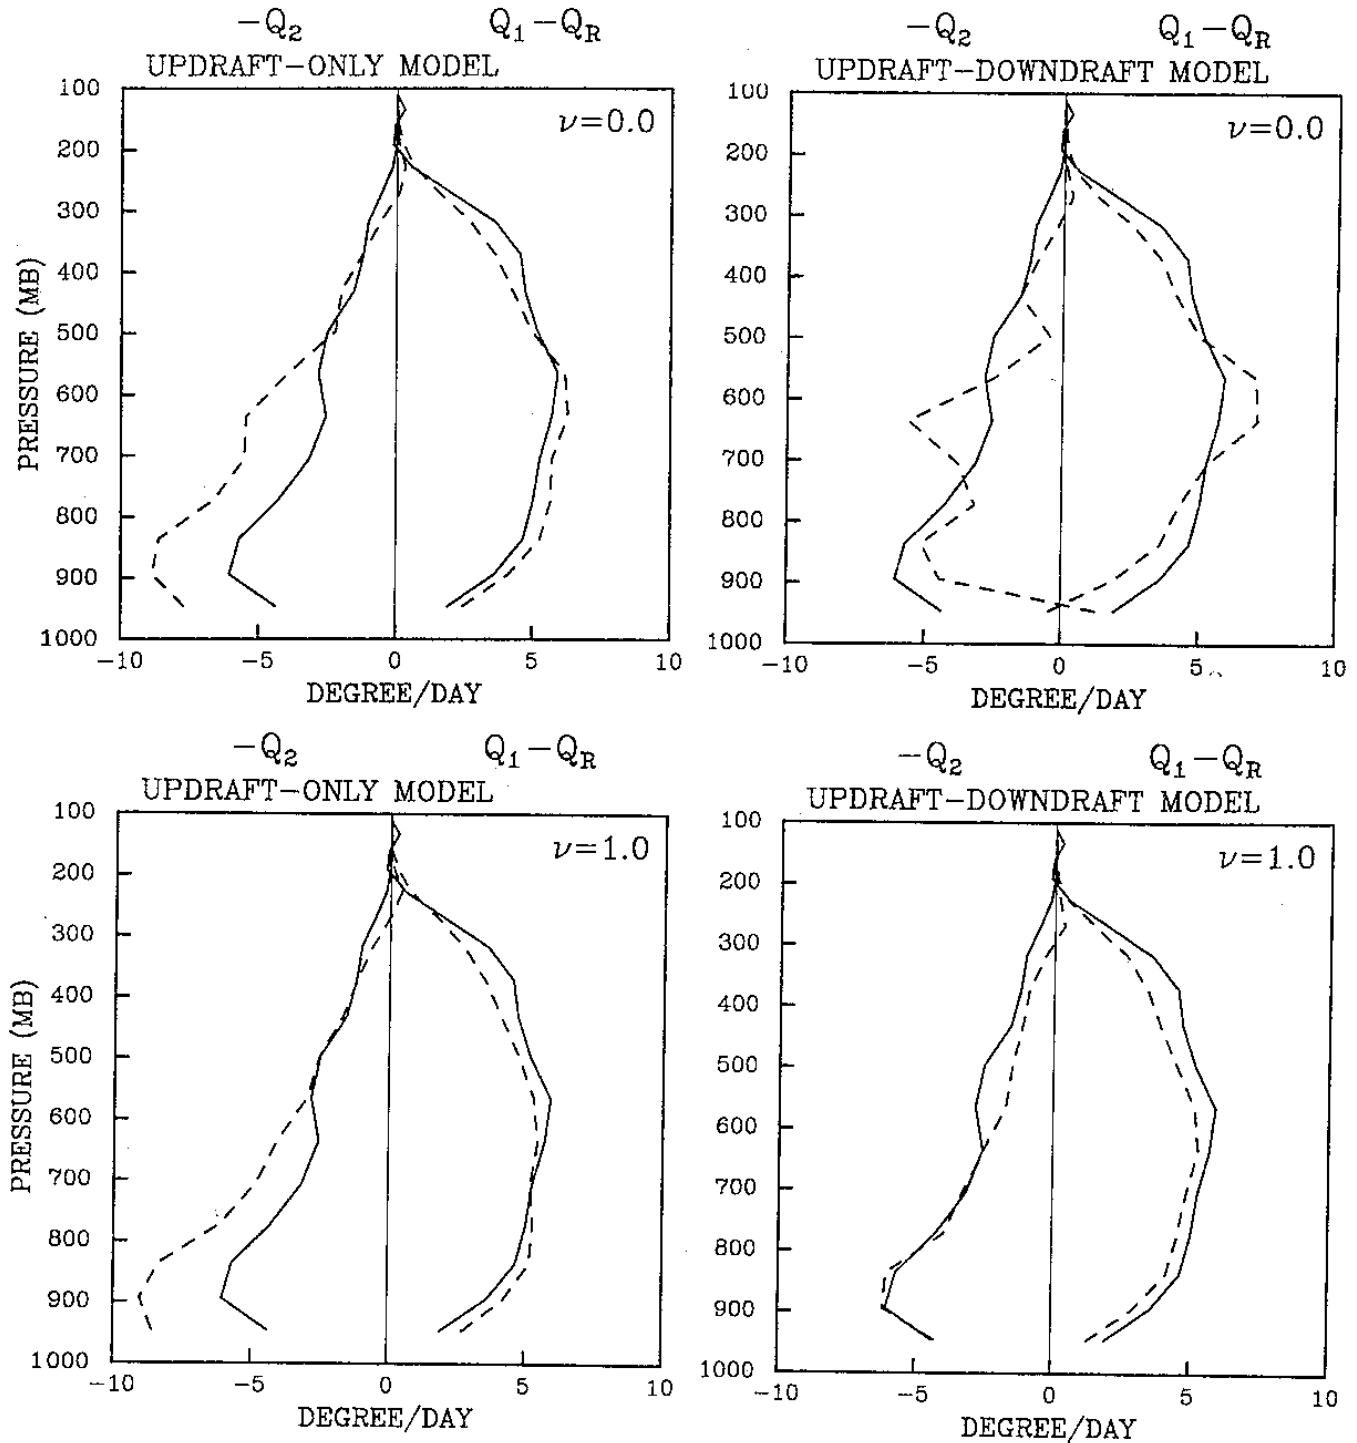 -Q2 Q1-QR
UPDRAFT-ONLY MODEL
ν=0.0
100
200
300
400
500
600
700
800
900
1000
PRESSURE (MB)
-10 -5 0 5 10
DEGREE/DAY
-Q2 Q1-QR
UPDRAFT-DOWNDRAFT MODEL
ν=0.0
100
200
300
400
500
600
700
800
900
1000
-10 -5 0 5 10
DEGREE/DAY
-Q2 Q1-QR
UPDRAFT-ONLY MODEL
ν=1.0
100
200
300
400
500
600
700
800
900
1000
PRESSURE (MB)
-10 -5 0 5 10
DEGREE/DAY
-Q2 Q1-QR
UPDRAFT-DOWNDRAFT MODEL
ν=1.0
100
200
300
400
500
600
700
800
900
1000
-10 -5 0 5 10
DEGREE/DAY